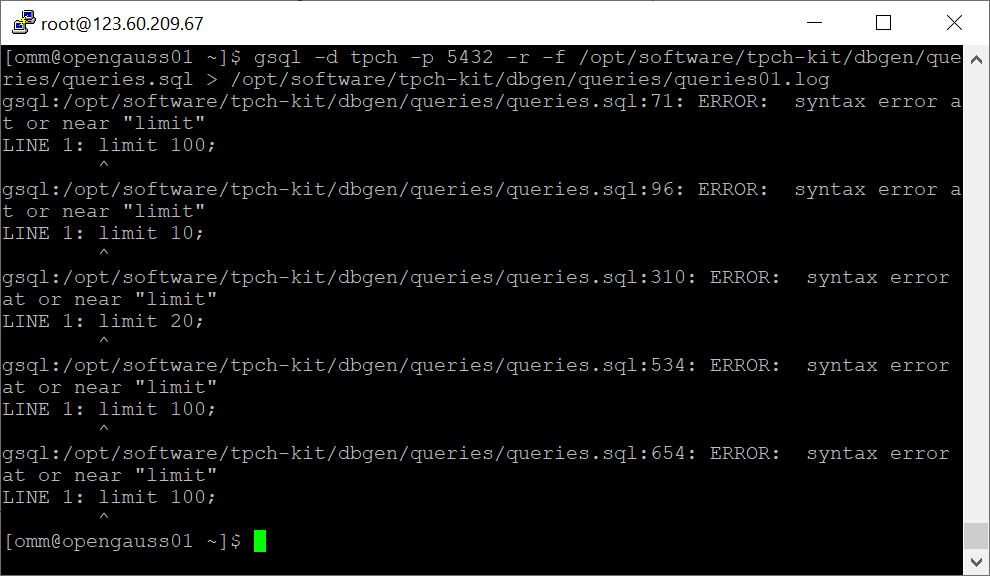 root@123.60.209.67
[omm@opengauss01 ~]$ gsql -d tpch -p 5432 -r -f /opt/software/tpch-kit/dbgen/que
ries/queries.sql > /opt/software/tpch-kit/dbgen/queries/queries01.log
gsql:/opt/software/tpch-kit/dbgen/queries/queries.sql:71: ERROR:  syntax error a
t or near "limit"
LINE 1: limit 100;
        ^
gsql:/opt/software/tpch-kit/dbgen/queries/queries.sql:96: ERROR:  syntax error a
t or near "limit"
LINE 1: limit 10;
        ^
gsql:/opt/software/tpch-kit/dbgen/queries/queries.sql:310: ERROR:  syntax error
at or near "limit"
LINE 1: limit 20;
        ^
gsql:/opt/software/tpch-kit/dbgen/queries/queries.sql:534: ERROR:  syntax error
at or near "limit"
LINE 1: limit 100;
        ^
gsql:/opt/software/tpch-kit/dbgen/queries/queries.sql:654: ERROR:  syntax error
at or near "limit"
LINE 1: limit 100;
        ^
[omm@opengauss01 ~]$